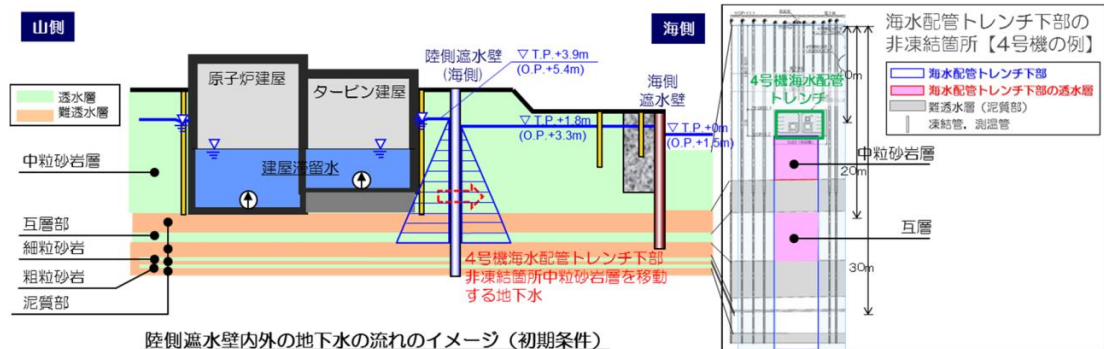 山側
海側
原子炉建屋
タービン建屋
陸側遮水壁
(海側)
▽T.P.+3.9m
(O.P.+5.4m)
海側
遮水壁
▽T.P.+1.8m
(O.P.+3.3m)
▽T.P.+0m
(O.P.+1.5m)
透水層
難透水層
建屋滞留水
中粒砂岩層
互層部
細粒砂岩
粗粒砂岩
泥質部
4号機海水配管トレンチ下部
非凍結箇所中粒砂岩層を移動
する地下水
陸側遮水壁内外の地下水の流れのイメージ（初期条件）
海水配管トレンチ下部の
非凍結箇所【4号機の例】
海水配管トレンチ下部
海水配管トレンチ下部の透水層
難透水層（泥質部）
凍結管，測温管
4号機海水配管
トレンチ
中粒砂岩層
20m
互層
30m